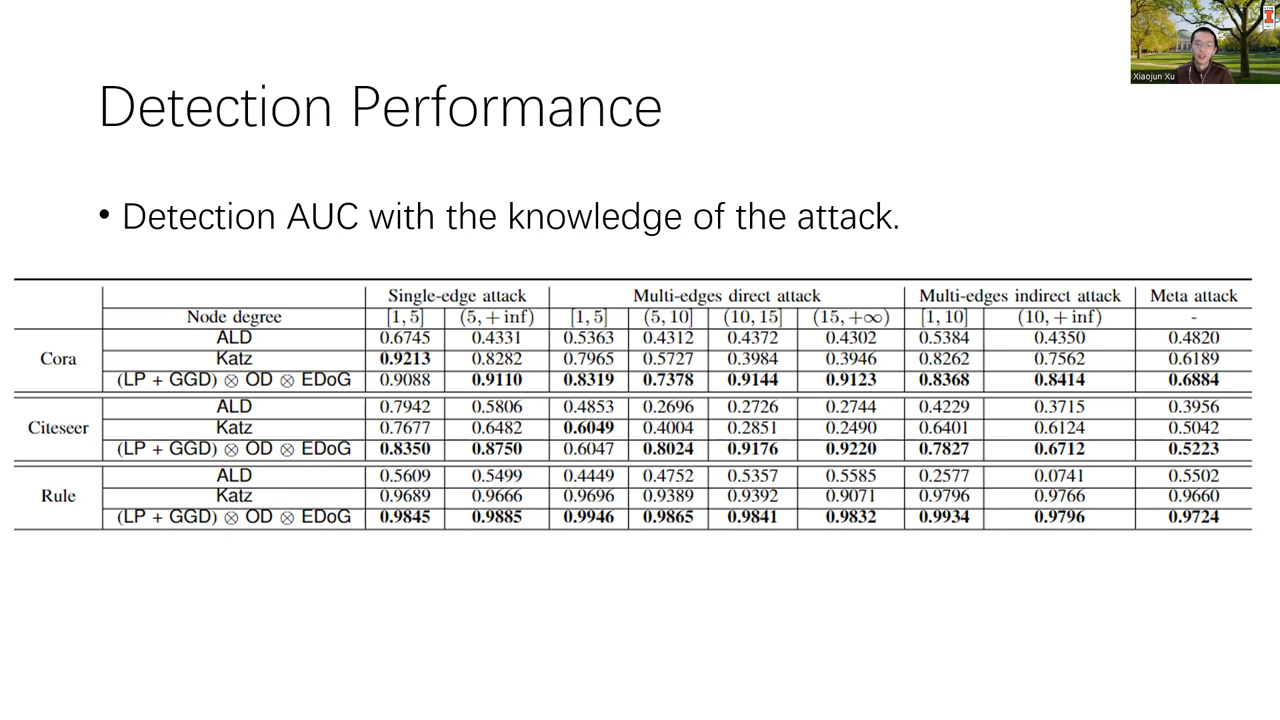 Xiaojun Xu
Detection Performance
• Detection AUC with the knowledge of the attack.
Single-edge attack Multi-edges direct attack Multi-edges indirect attack Meta attack
Node degree [1, 5] (5, + inf) [1, 5] (5, 10] (10, 15] (15, +∞) [1, 10] (10, + inf) -
Cora
ALD 0.6745 0.4331 0.5363 0.4312 0.4372 0.4302 0.5384 0.4350 0.4820
Katz 0.9213 0.8282 0.7965 0.5727 0.3984 0.3946 0.8262 0.7562 0.6189
(LP + GGD) ⊗ OD ⊗ EDoG 0.9088 0.9110 0.8319 0.7378 0.9144 0.9123 0.8368 0.8414 0.6884
Citeseer
ALD 0.7942 0.5806 0.4853 0.2696 0.2726 0.2744 0.4229 0.3715 0.3956
Katz 0.7677 0.6482 0.6049 0.4004 0.2851 0.2490 0.6401 0.6124 0.5042
(LP + GGD) ⊗ OD ⊗ EDoG 0.8350 0.8750 0.6047 0.8024 0.9176 0.9220 0.7827 0.6712 0.5223
Rule
ALD 0.5609 0.5499 0.4449 0.4752 0.5357 0.5585 0.2577 0.0741 0.5502
Katz 0.9689 0.9666 0.9696 0.9389 0.9392 0.9071 0.9796 0.9766 0.9660
(LP + GGD) ⊗ OD ⊗ EDoG 0.9845 0.9885 0.9946 0.9865 0.9841 0.9832 0.9934 0.9796 0.9724